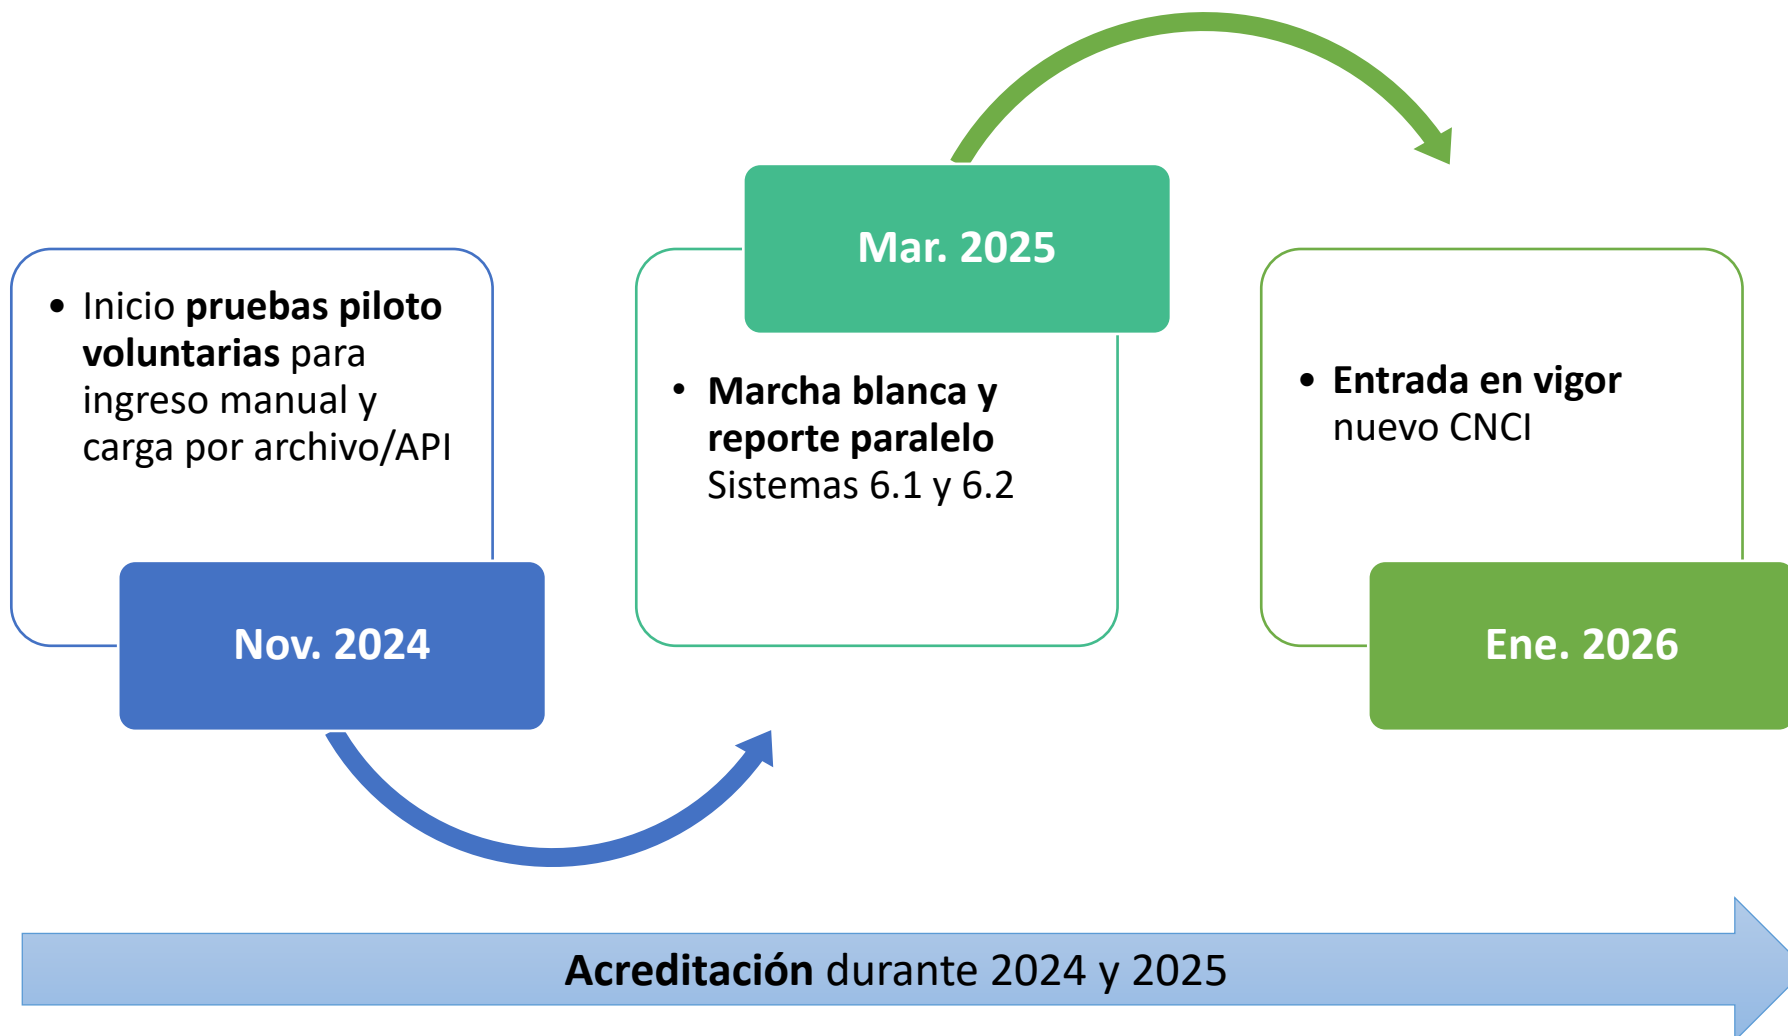 • Inicio pruebas piloto
voluntarias para
ingreso manual y
carga por archivo/API
Nov. 2024
Mar. 2025
• Marcha blanca y
reporte paralelo
Sistemas 6.1 y 6.2
• Entrada en vigor
nuevo CNCI
Ene. 2026
Acreditación durante 2024 y 2025